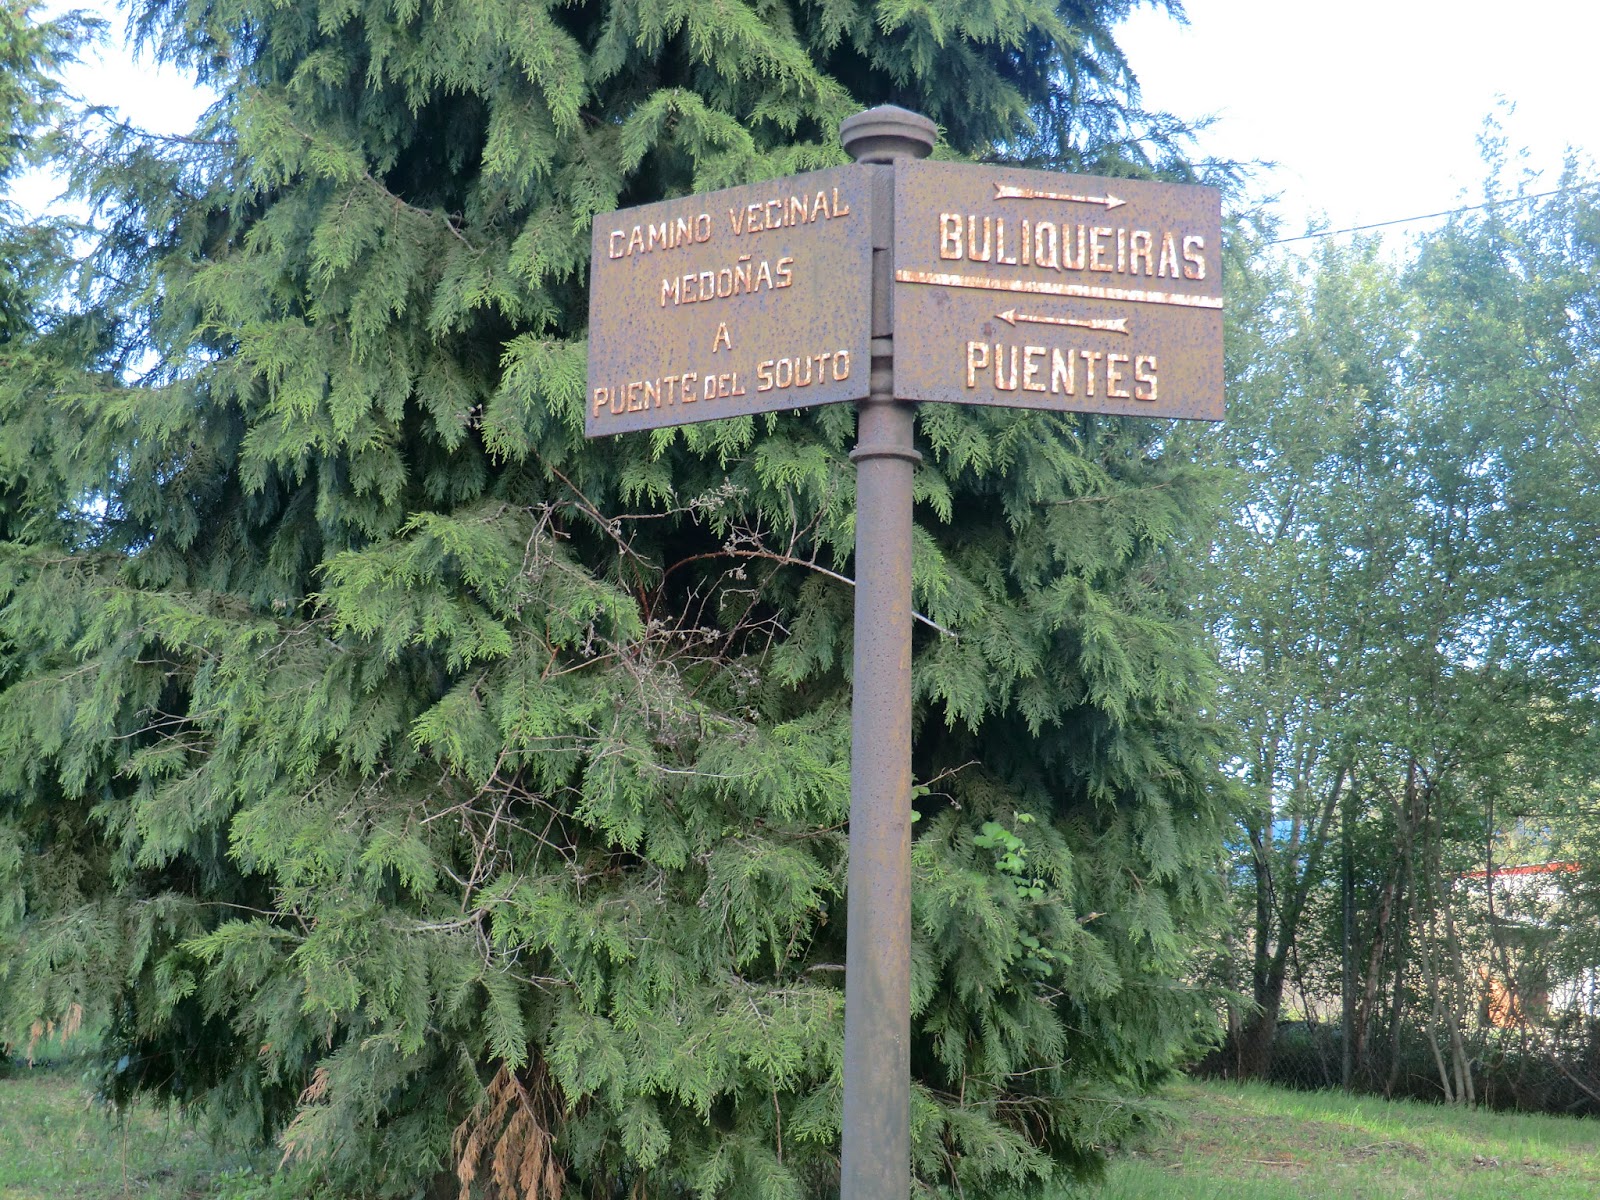 CAMINO VECINAL
MEDOÑAS
A
PUENTE DEL SOUTO
BULIQUEIRAS
PUENTES